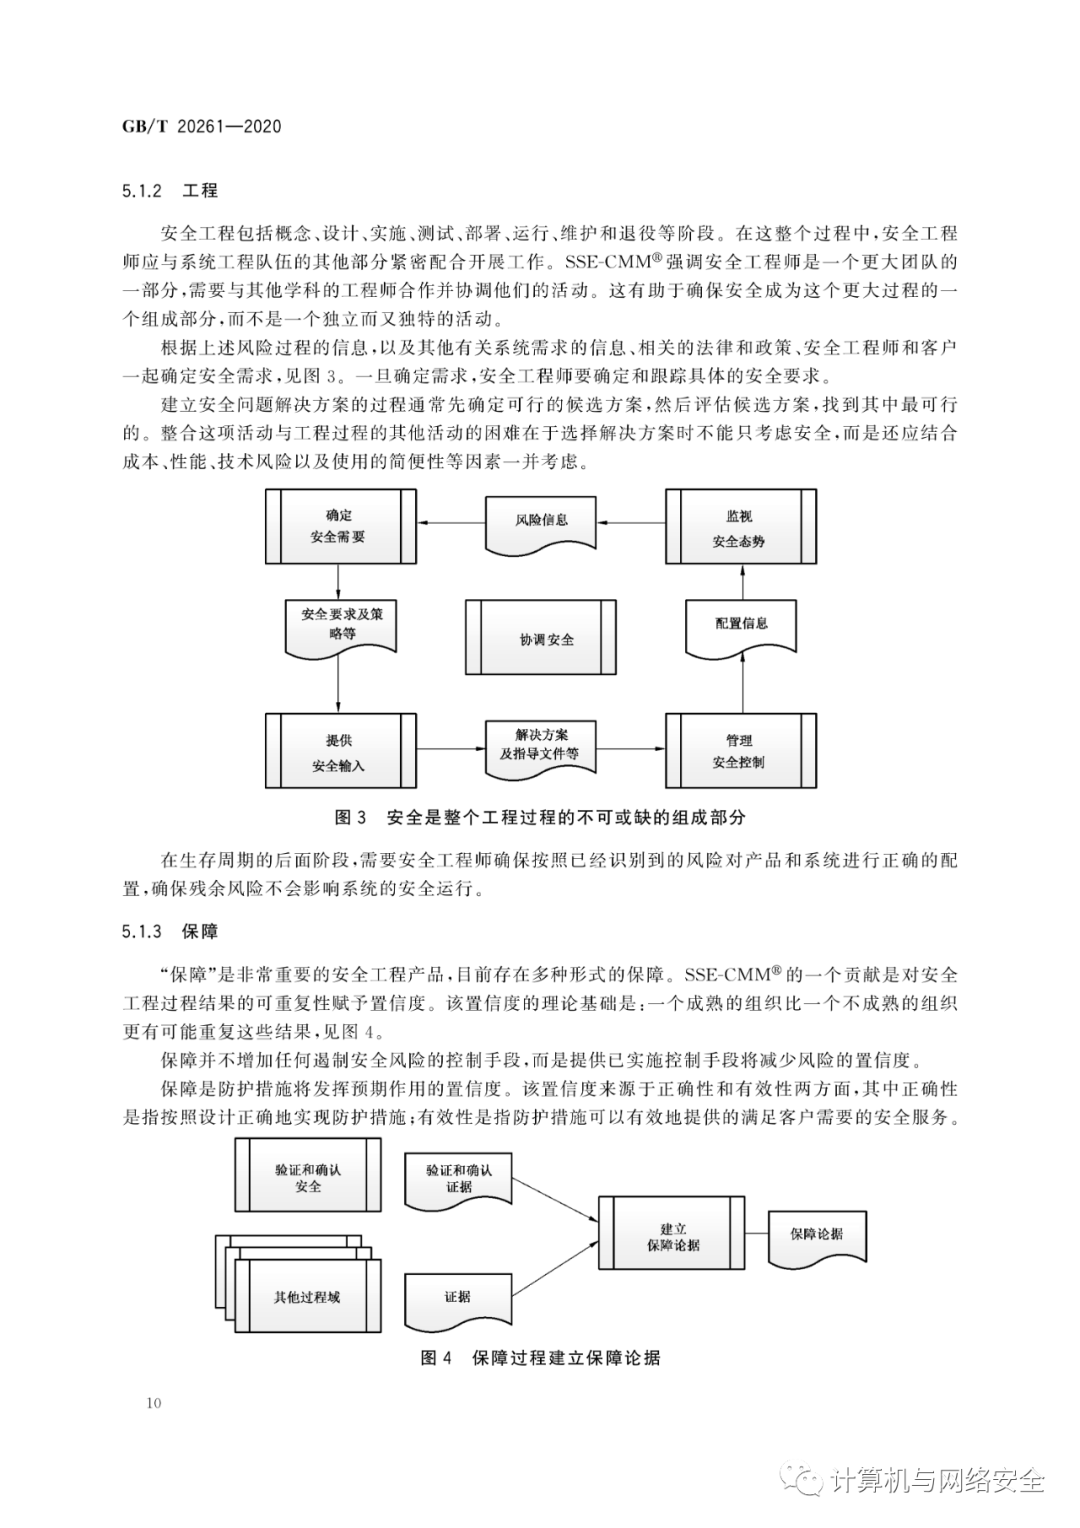 GB/T 20261—2020
5.1.2 工程
安全工程包括概念、设计、实施、测试、部署、运行、维护和退役等阶段。在这整个过程中,安全工程
师应与系统工程队伍的其他部分紧密配合开展工作。SSE-CMM®强调安全工程师是一个更大团队的
一部分,需要与其他学科的工程师合作并协调他们的活动。这有助于确保安全成为这个更大过程的一
个组成部分,而不是一个独立而又独特的活动。
根据上述风险过程的信息,以及其他有关系统需求的信息、相关的法律和政策、安全工程师和客户
一起确定安全需求,见图 3。一旦确定需求,安全工程师要确定和跟踪具体的安全要求。
建立安全问题解决方案的过程通常先确定可行的候选方案,然后评估候选方案,找到其中最可行
的。整合这项活动与工程过程的其他活动的困难在于选择解决方案时不能只考虑安全,而是还应结合
成本、性能、技术风险以及使用的简便性等因素一并考虑。
确定
安全需要
风险信息
监视
安全态势
安全要求及策
略等
协调安全
配置信息
提供
安全输入
解决方案
及指导文件等
管理
安全控制
图 3 安全是整个工程过程的不可或缺的组成部分
在生存周期的后面阶段,需要安全工程师确保按照已经识别到的风险对产品和系统进行正确的配
置,确保残余风险不会影响系统的安全运行。
5.1.3 保障
“保障”是非常重要的安全工程产品,目前存在多种形式的保障。SSE-CMM®的一个贡献是对安全
工程过程结果的可重复性赋予置信度。该置信度的理论基础是:一个成熟的组织比一个不成熟的组织
更有可能重复这些结果,见图 4。
保障并不增加任何遏制安全风险的控制手段,而是提供已实施控制手段将减少风险的置信度。
保障是防护措施将发挥预期作用的置信度。该置信度来源于正确性和有效性两方面,其中正确性
是指按照设计正确地实现防护措施;有效性是指防护措施可以有效地提供的满足客户需要的安全服务。
验证和确认
安全
验证和确认
证据
建立
保障论据
保障论据
其他过程域
证据
图 4 保障过程建立保障论据
10
计算机与网络安全